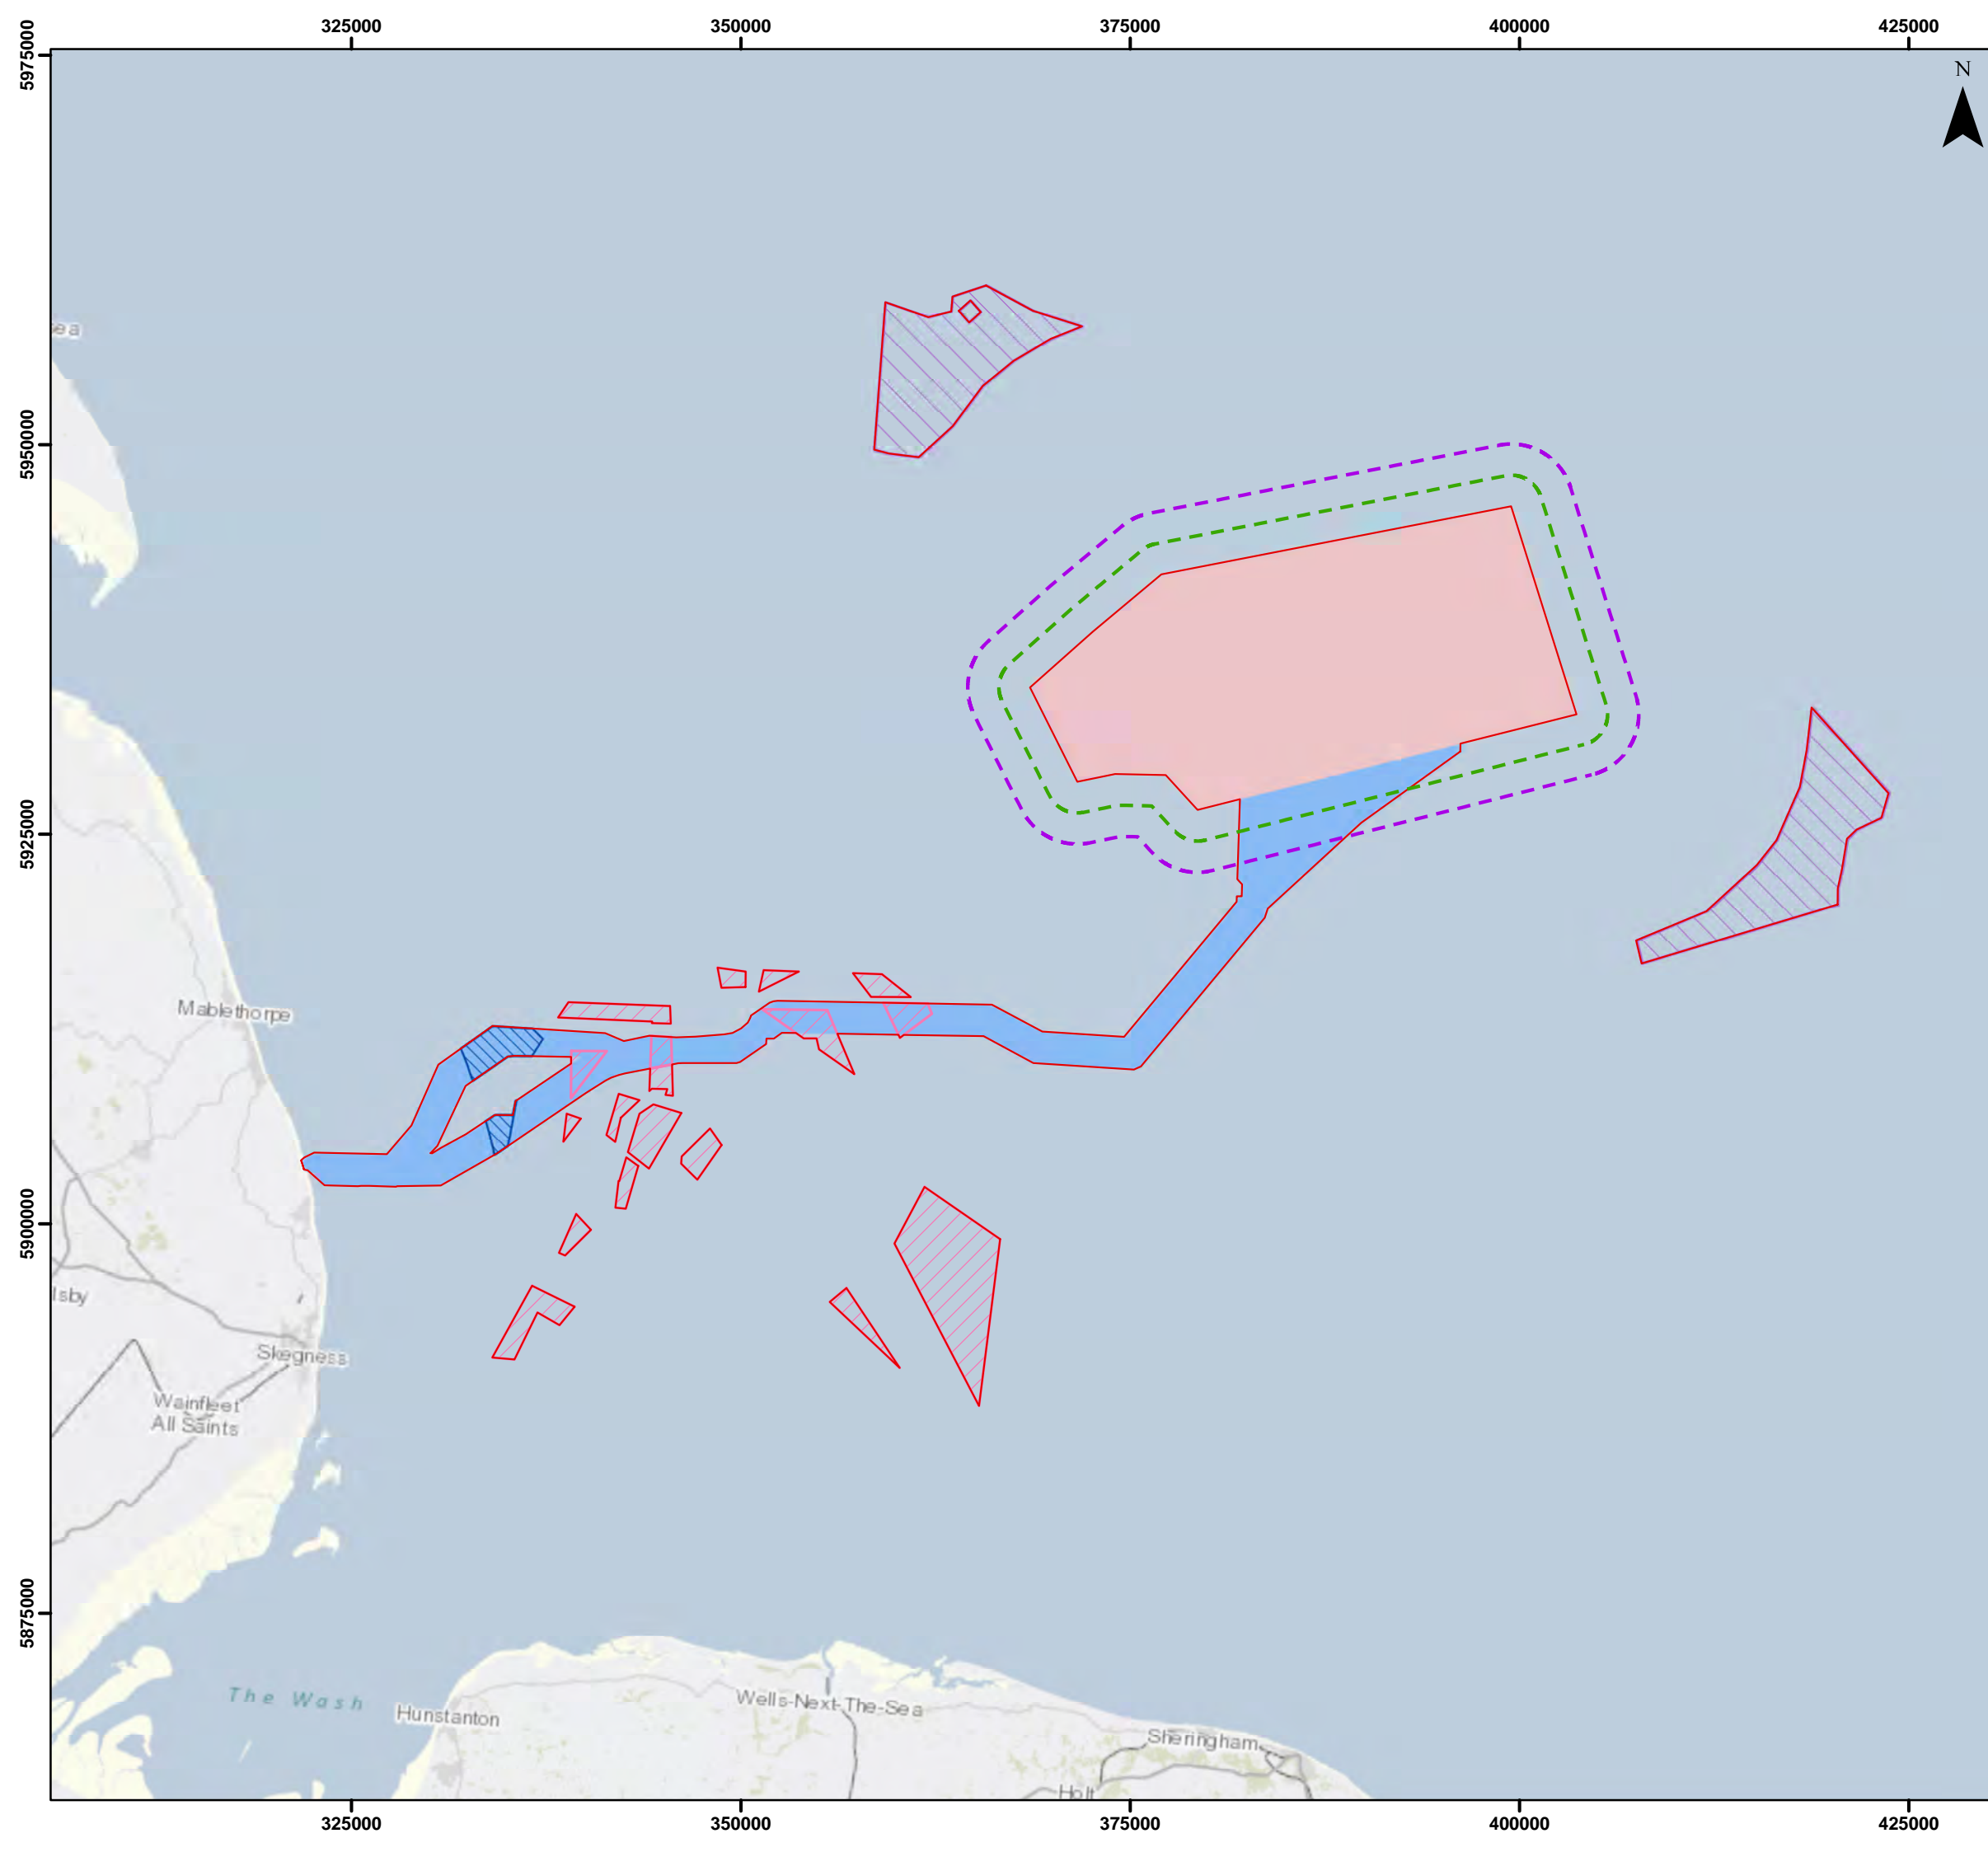 325000 350000 375000 400000 425000
5975000
N
ea
5950000
5925000
Mablethorpe
5900000
lsby
Skegness
Wainfleet
All Saints
5875000
The Wash
Hunstanton
Wells-Next-The-Sea
Sheringham
Holt
325000 350000 375000 400000 425000